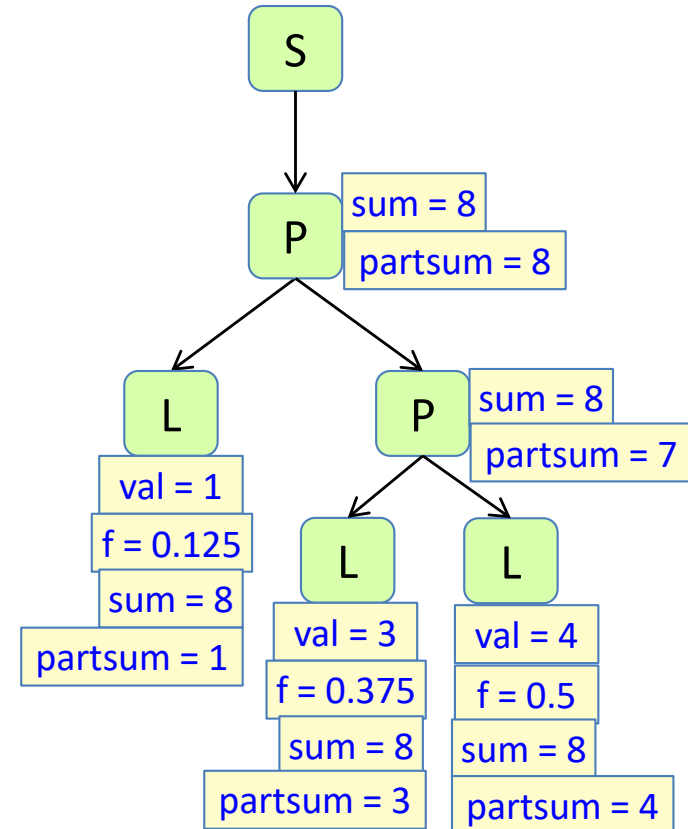 S
P
sum = 8
partsum = 8
L
P
sum = 8
partsum = 7
val = 1
f = 0.125
sum = 8
partsum = 1
L
val = 3
f = 0.375
sum = 8
partsum = 3
L
val = 4
f = 0.5
sum = 8
partsum = 4